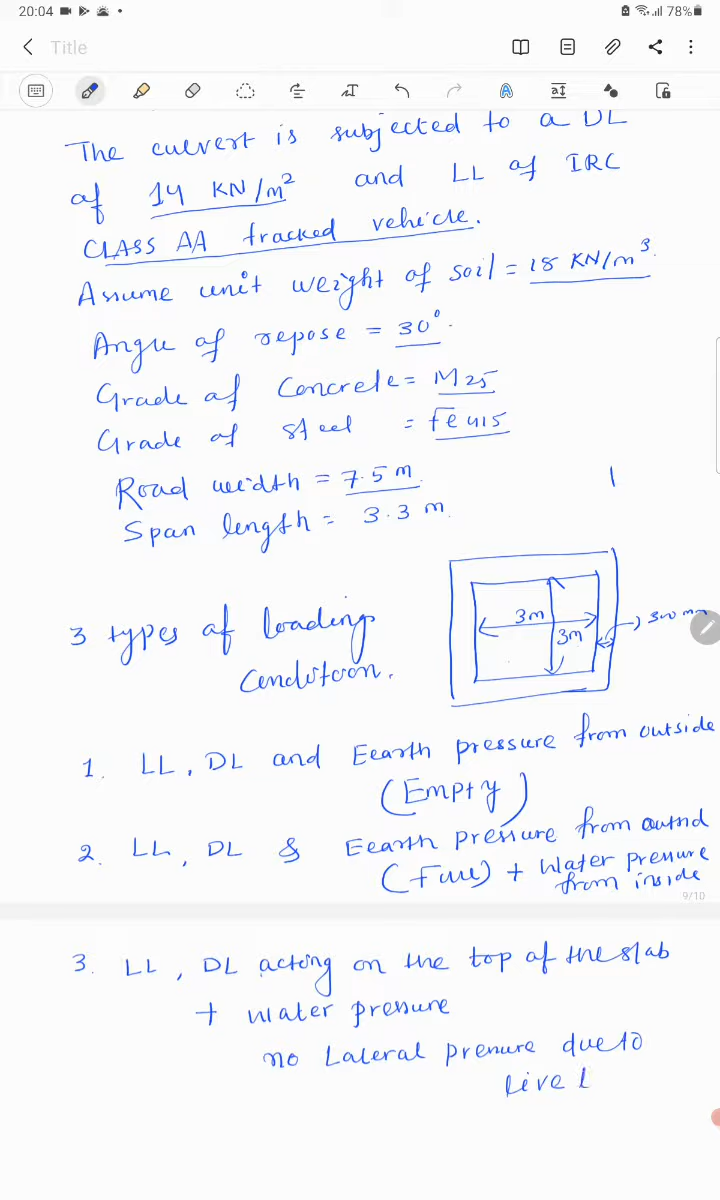 20:04
78%
Title
The culvert is subjected to a DL
of 14 KN/m² and LL of IRC
CLASS AA tracked vehicle.
Assume unit weight of soil = 18 KN/m³.
Angle of repose = 30°.
Grade of Concrete = M25
Grade of steel = Fe415
Road width = 7.5 m
Span length = 3.3 m.
3 types of loading
Condition.
3m
3m
300 mm
1. LL, DL and Eearth pressure from outside
(Empty)
2. LL, DL & Eearth pressure from outsid
(Full) + Water pressure
from inside
9/10
3. LL, DL acting on the top of the slab
+ water pressure
no Lateral pressure due to
live l